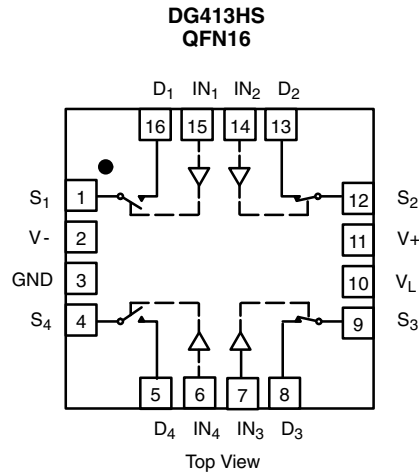 DG413HS
QFN16
D1 IN1 IN2 D2
16 15 14 13
S1 1 12 S2
V- 2 11 V+
GND 3 10 VL
S4 4 9 S3
5 6 7 8
D4 IN4 IN3 D3
Top View